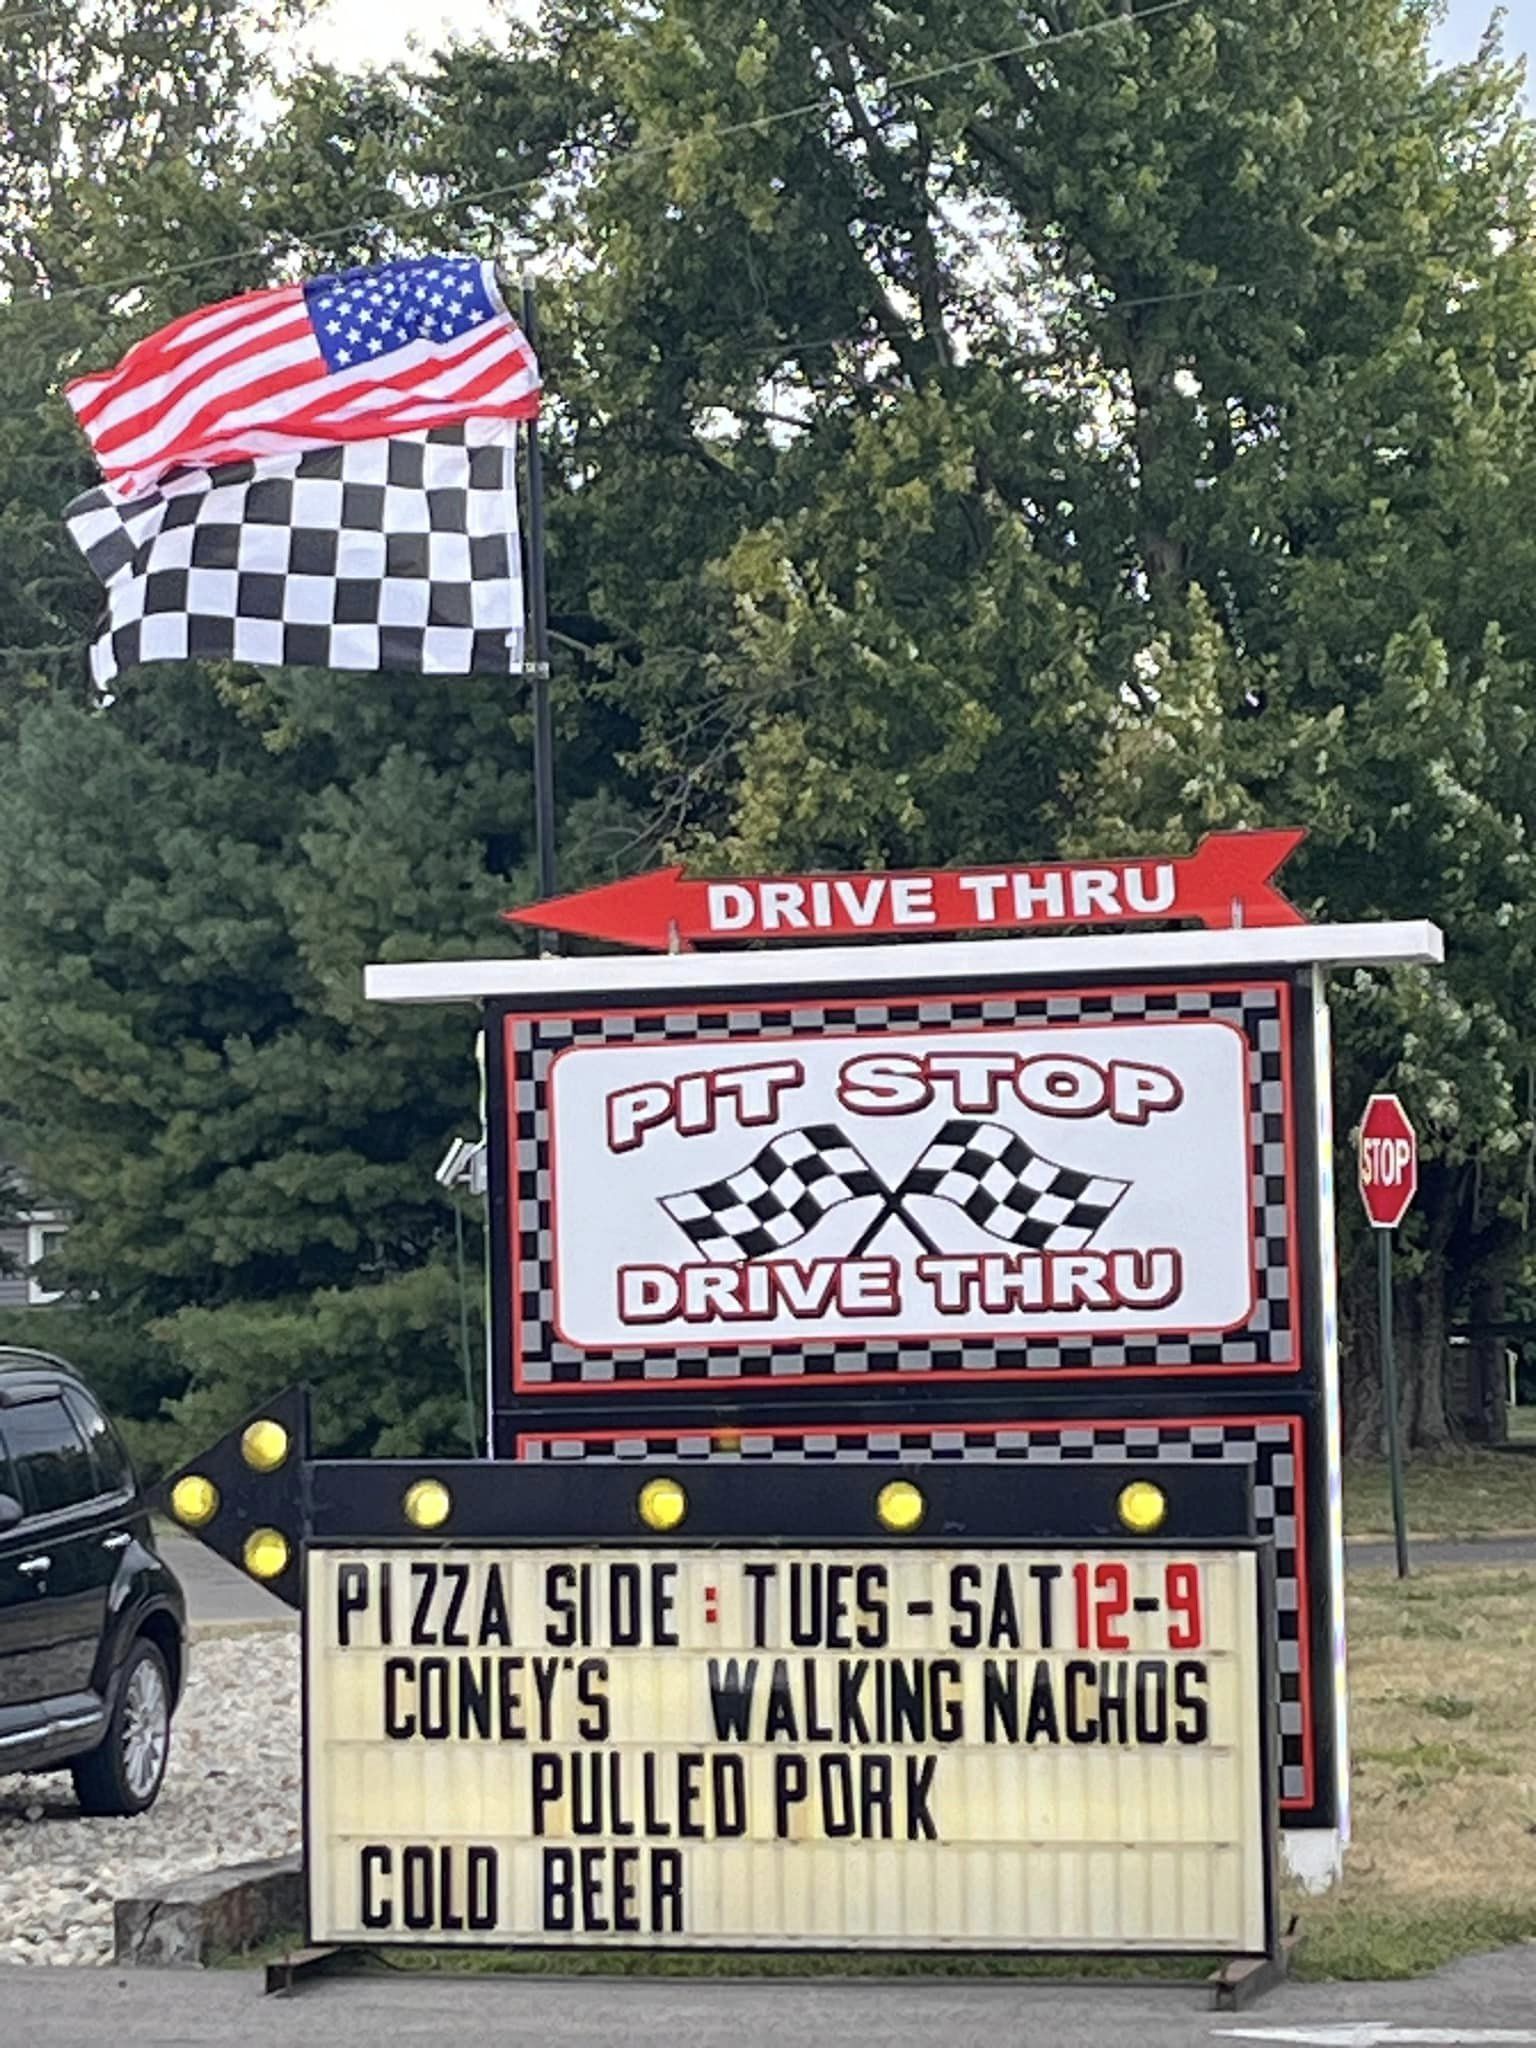 DRIVE THRU
PIT STOP
DRIVE THRU
STOP
PIZZA SIDE: TUES-SAT 12-9
CONEY'S WALKING NACHOS
PULLED PORK
COLD BEER